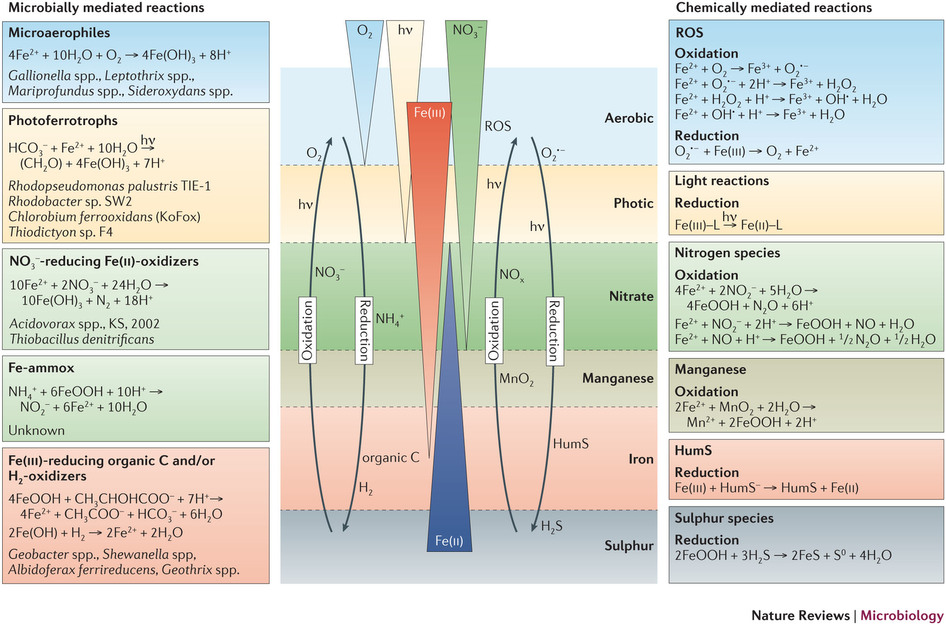 Microbially mediated reactions
Microaerophiles
4Fe²⁺ + 10H₂O + O₂ → 4Fe(OH)₃ + 8H⁺
Gallionella spp., Leptothrix spp.,
Mariprofundus spp., Sideroxydans spp.
Photoferrotrophs
HCO₃⁻ + Fe²⁺ + 10H₂O hν→
(CH₂O) + 4Fe(OH)₃ + 7H⁺
Rhodopseudomonas palustris TIE-1
Rhodobacter sp. SW2
Chlorobium ferrooxidans (KoFox)
Thiodictyon sp. F4
NO₃⁻-reducing Fe(II)-oxidizers
10Fe²⁺ + 2NO₃⁻ + 24H₂O →
10Fe(OH)₃ + N₂ + 18H⁺
Acidovorax spp., KS, 2002
Thiobacillus denitrificans
Fe-ammox
NH₄⁺ + 6FeOOH + 10H⁺ →
NO₂⁻ + 6Fe²⁺ + 10H₂O
Unknown
Fe(III)-reducing organic C and/or
H₂-oxidizers
4FeOOH + CH₃CHOHCOO⁻ + 7H⁺ →
4Fe²⁺ + CH₃COO⁻ + HCO₃⁻ + 6H₂O
2Fe(OH) + H₂ → 2Fe²⁺ + 2H₂O
Geobacter spp., Shewanella spp,
Albidoferax ferrireducens, Geothrix spp.
O₂
hν
NO₃⁻
Fe(III)
Fe(II)
Aerobic
Photic
Nitrate
Manganese
Iron
Sulphur
O₂
hν
NO₃⁻
Oxidation
Reduction
NH₄⁺
organic C
H₂
ROS
O₂•⁻
hν
hν
NOₓ
Oxidation
Reduction
MnO₂
HumS
H₂S
Chemically mediated reactions
ROS
Oxidation
Fe²⁺ + O₂ → Fe³⁺ + O₂•⁻
Fe²⁺ + O₂•⁻ + 2H⁺ → Fe³⁺ + H₂O₂
Fe²⁺ + H₂O₂ + H⁺ → Fe³⁺ + OH• + H₂O
Fe²⁺ + OH• + H⁺ → Fe³⁺ + H₂O
Reduction
O₂•⁻ + Fe(III) → O₂ + Fe²⁺
Light reactions
Reduction
Fe(III)–L hν→ Fe(II)–L
Nitrogen species
Oxidation
4Fe²⁺ + 2NO₂⁻ + 5H₂O →
4FeOOH + N₂O + 6H⁺
Fe²⁺ + NO₂⁻ + 2H⁺ → FeOOH + NO + H₂O
Fe²⁺ + NO + H⁺ → FeOOH + 1/2 N₂O + 1/2 H₂O
Manganese
Oxidation
2Fe²⁺ + MnO₂ + 2H₂O →
Mn²⁺ + 2FeOOH + 2H⁺
HumS
Reduction
Fe(III) + HumS⁻ → HumS + Fe(II)
Sulphur species
Reduction
2FeOOH + 3H₂S → 2FeS + S⁰ + 4H₂O
Nature Reviews | Microbiology